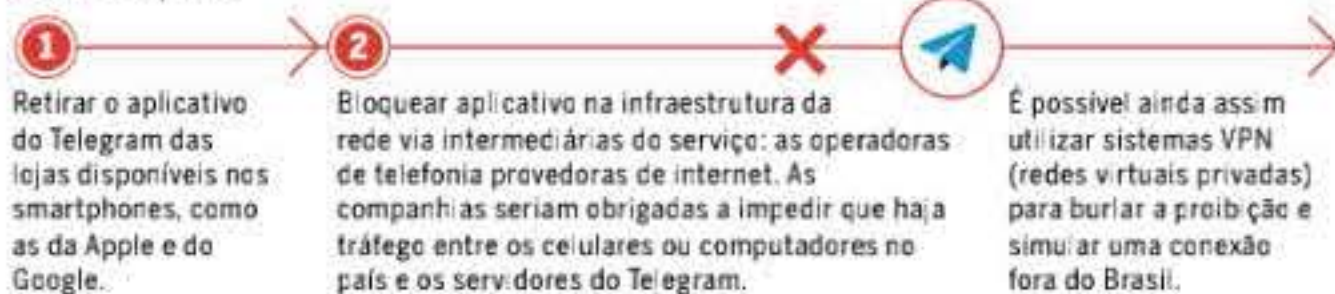 1
Retirar o aplicativo
do Telegram das
lojas disponíveis nos
smartphones, como
as da Apple e do
Google.
2
Bloquear aplicativo na infraestrutura da
rede via intermediárias do serviço: as operadoras
de telefonia provedoras de internet. As
companhias seriam obrigadas a impedir que haja
tráfego entre os celulares ou computadores no
país e os servidores do Telegram.
É possível ainda assim
utilizar sistemas VPN
(redes virtuais privadas)
para burlar a proibição e
simular uma conexão
fora do Brasil.